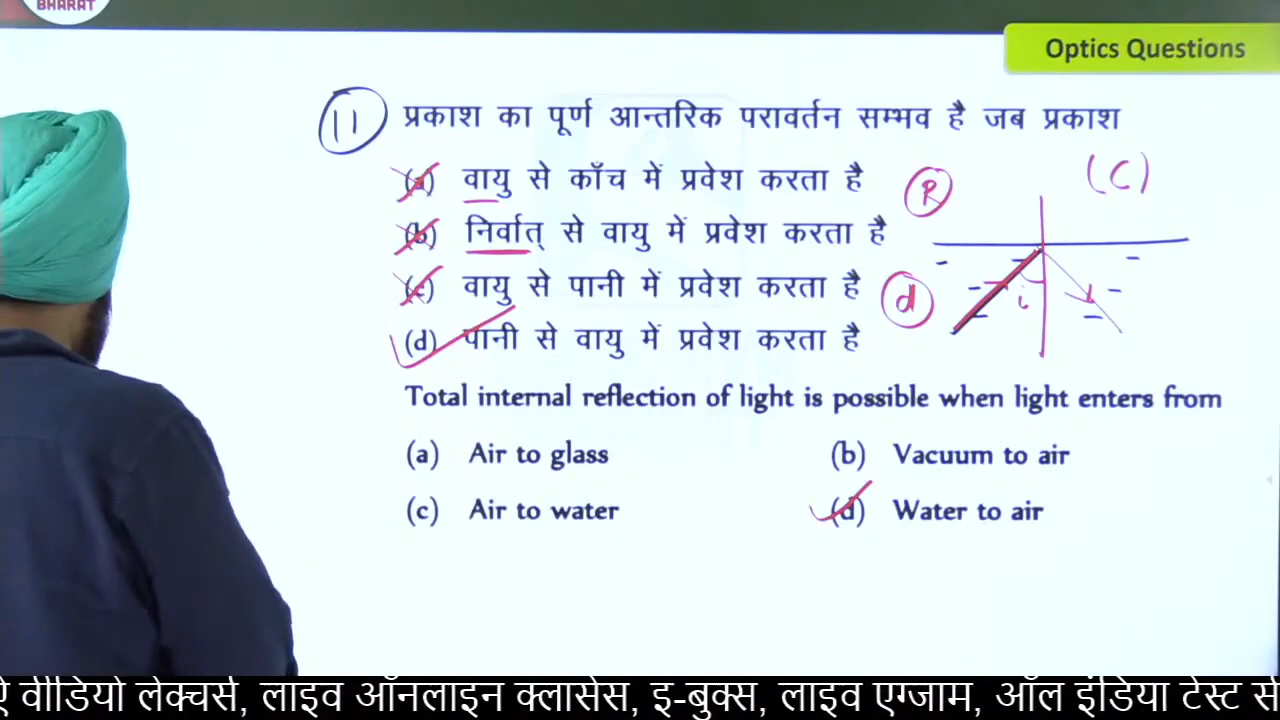 BHARAT
Optics Questions
11 प्रकाश का पूर्ण आन्तरिक परावर्तन सम्भव है जब प्रकाश
(C)
(a) वायु से काँच में प्रवेश करता है
R
(b) निर्वात् से वायु में प्रवेश करता है
(c) वायु से पानी में प्रवेश करता है
d
i
(d) पानी से वायु में प्रवेश करता है
Total internal reflection of light is possible when light enters from
(a) Air to glass (b) Vacuum to air
(c) Air to water (d) Water to air
वीडियो लेक्चर्स, लाइव ऑनलाइन क्लासेस, इ-बुक्स, लाइव एग्जाम, ऑल इंडिया टेस्ट